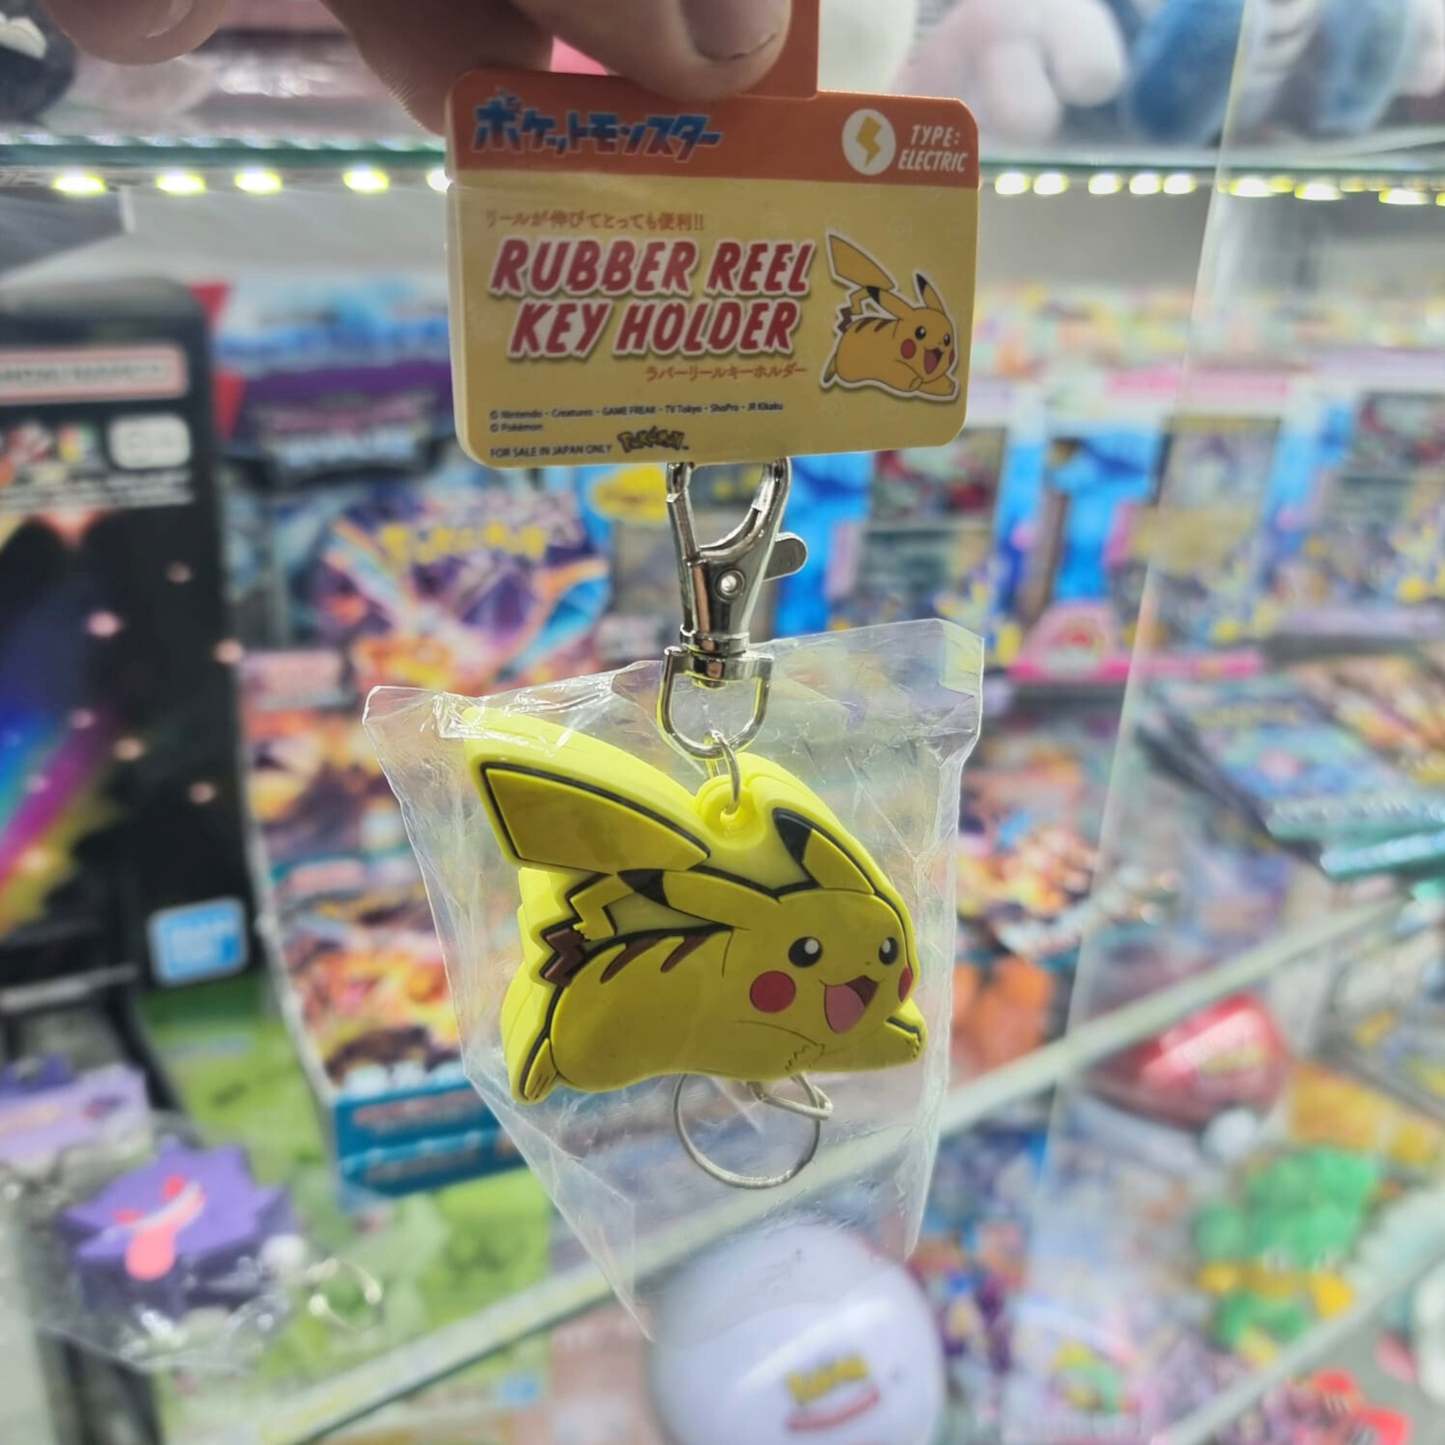 ポケットモンスター
TYPE:
ELECTRIC
リールが伸びてとっても便利!!
RUBBER REEL
KEY HOLDER
ラバーリールキーホルダー
© Nintendo・Creatures・GAME FREAK・TV Tokyo・ShoPro・JR Kikaku
© Pokémon
FOR SALE IN JAPAN ONLY Pokémon